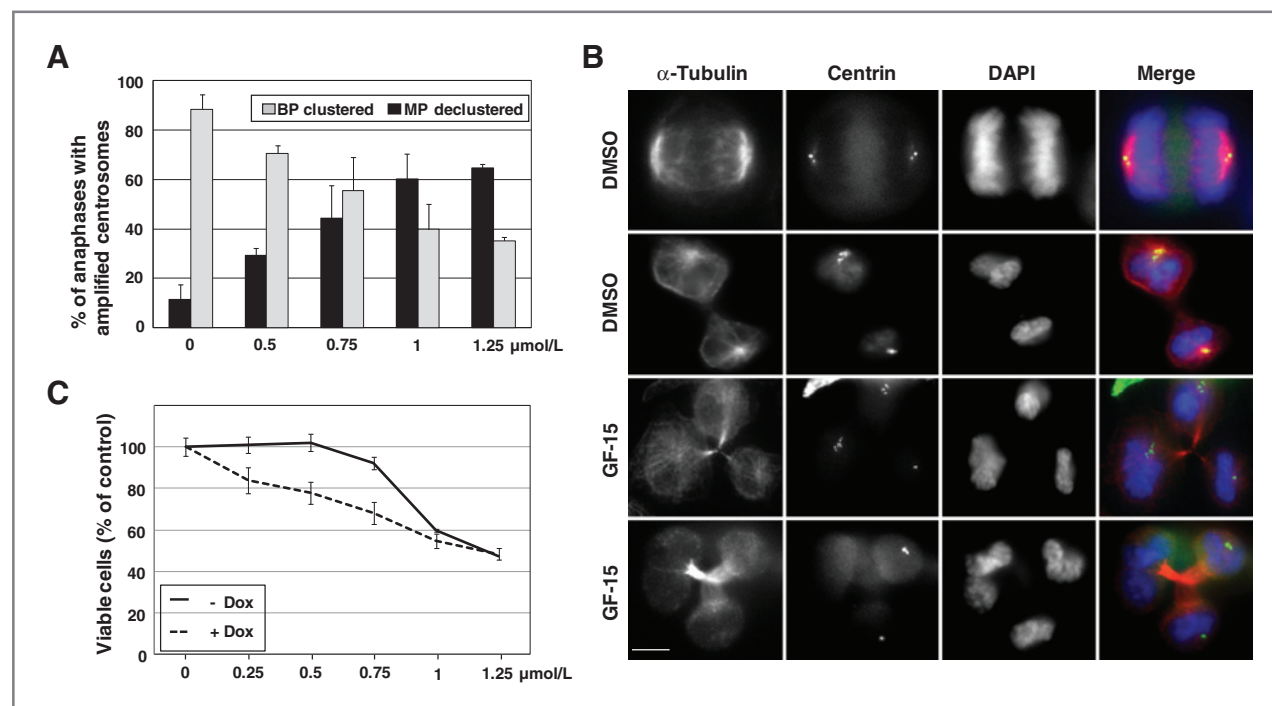 A
100
80
60
40
20
0
% of anaphases with
amplified centrosomes
BP clustered MP declustered
0 0.5 0.75 1 1.25 µmol/L
B
α-Tubulin Centrin DAPI Merge
DMSO
DMSO
GF-15
GF-15
C
100
80
60
40
20
0
Viable cells (% of control)
- Dox
+ Dox
0 0.25 0.5 0.75 1 1.25 µmol/L